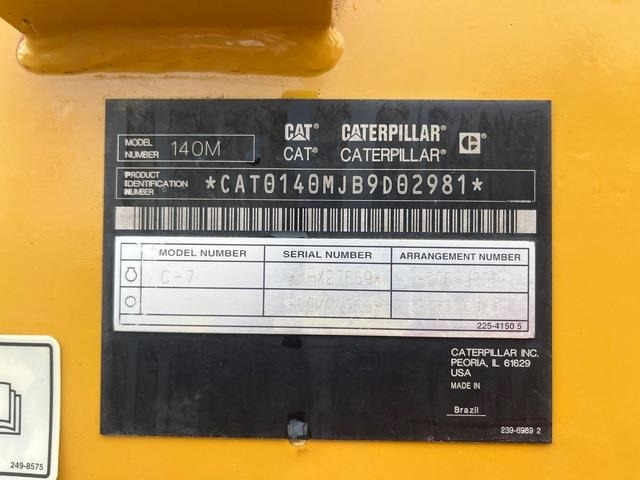 CAT® CATERPILLAR® C®
MODEL NUMBER 140M CAT® CATERPILLAR®
PRODUCT IDENTIFICATION NUMBER *CAT0140MJB9D02981*
MODEL NUMBER SERIAL NUMBER ARRANGEMENT NUMBER
C-7 *KHX27869*
225-4150 5
CATERPILLAR INC.
PEORIA, IL 61629
USA
MADE IN
Brazil
239-6989 2
249-8575